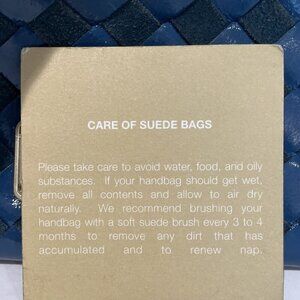 CARE OF SUEDE BAGS
Please take care to avoid water, food, and oily
substances. If your handbag should get wet,
remove all contents and allow to air dry
naturally. We recommend brushing your
handbag with a soft suede brush every 3 to 4
months to remove any dirt that has
accumulated and to renew nap.